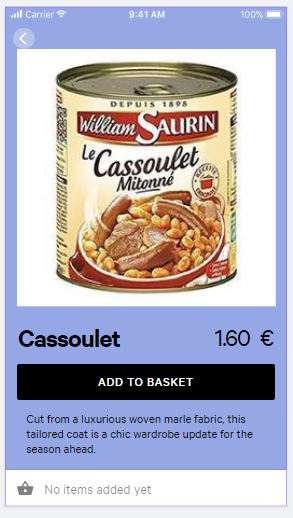 Carrier
9:41 AM
100%
DEPUIS 1898
William SAURIN
Le Cassoulet
Mitonné
RECETTE
ORIGINALE
Cassoulet
1.60 €
ADD TO BASKET
Cut from a luxurious woven marle fabric, this
tailored coat is a chic wardrobe update for the
season ahead.
No items added yet